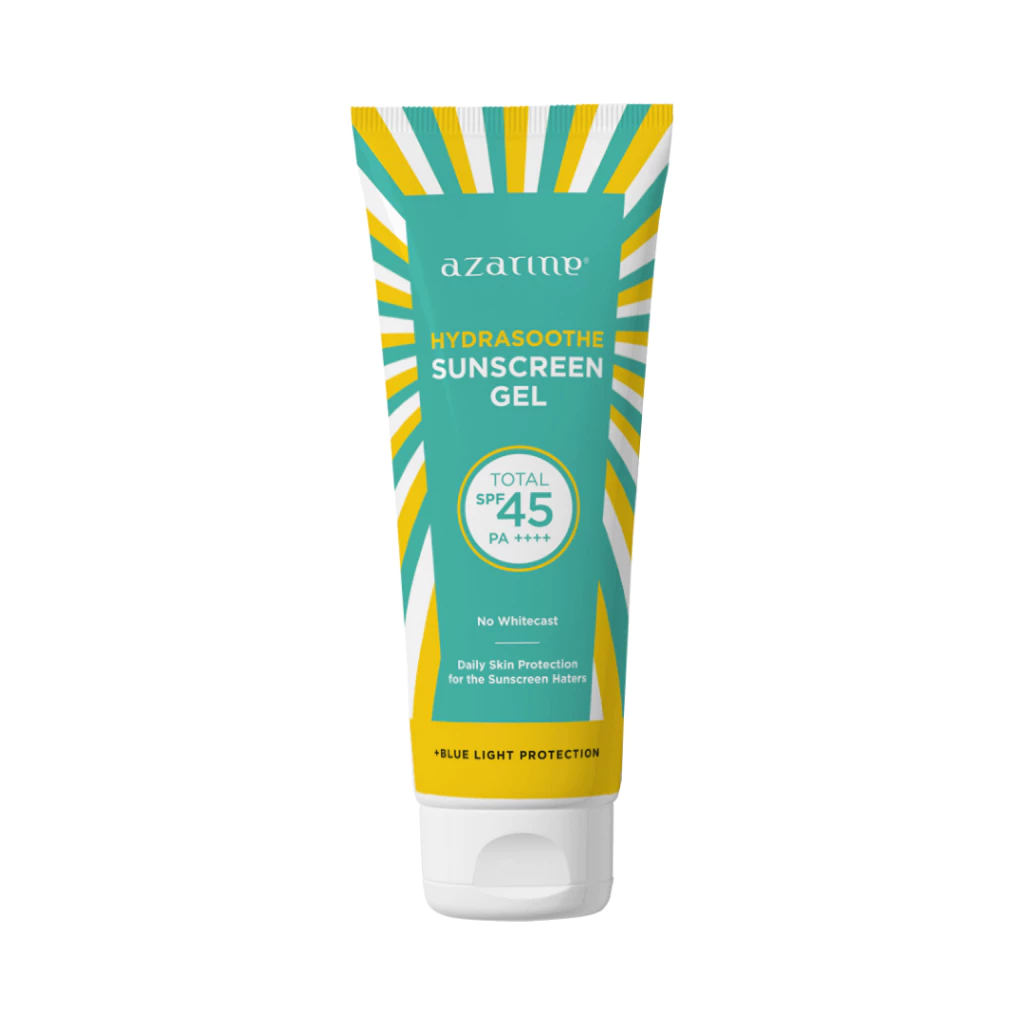 azarine®
HYDRASOOTHE
SUNSCREEN
GEL
TOTAL
SPF 45
PA ++++
No Whitecast
Daily Skin Protection
for the Sunscreen Haters
+BLUE LIGHT PROTECTION